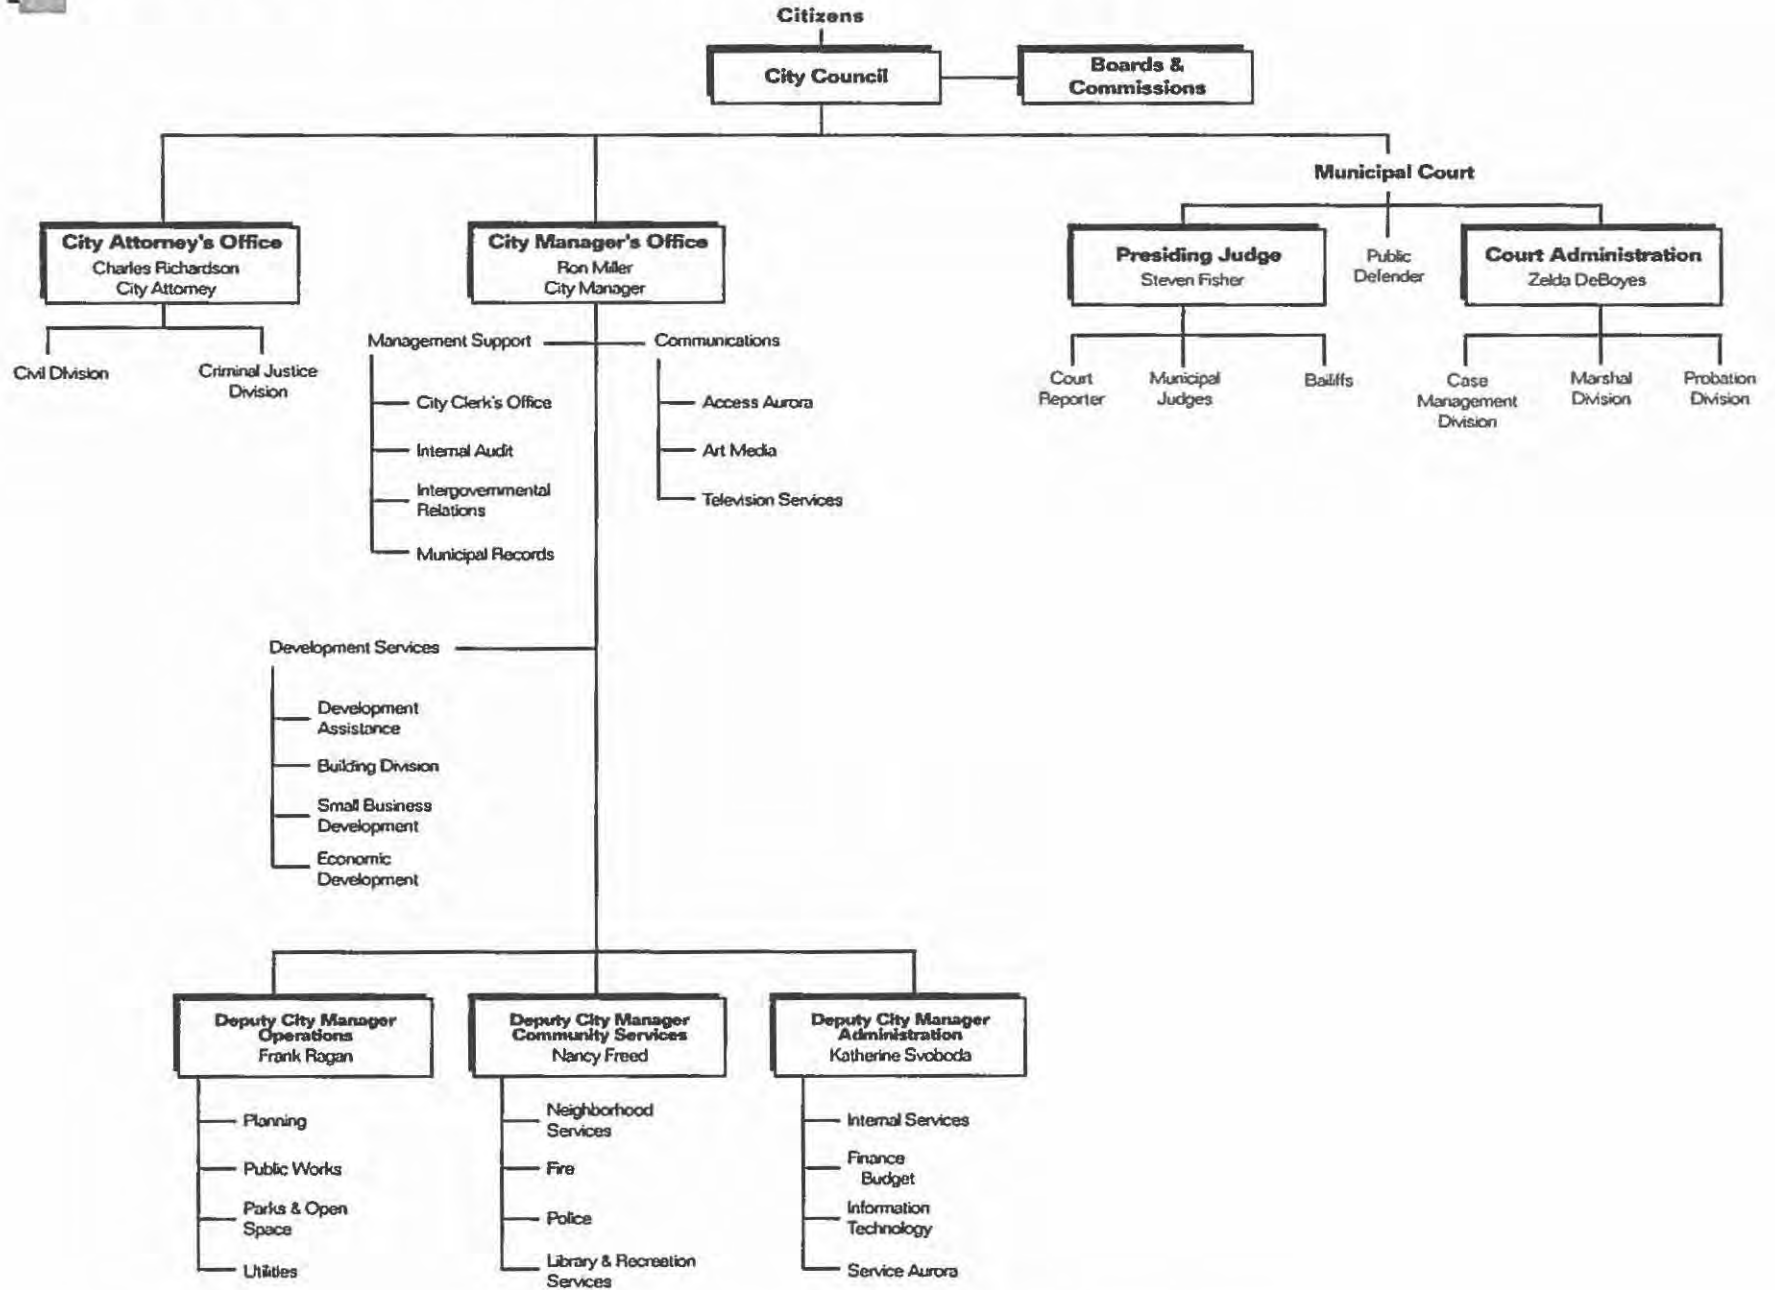 Citizens
City Council
Boards &
Commissions
Municipal Court
City Attorney's Office
Charles Richardson
City Attorney
City Manager's Office
Ron Miller
City Manager
Presiding Judge
Steven Fisher
Public
Defender
Court Administration
Zelda DeBoyes
Civil Division
Criminal Justice
Division
Management Support
Communications
Court
Reporter
Municipal
Judges
Bailiffs
Case
Management
Division
Marshal
Division
Probation
Division
City Clerk's Office
Internal Audit
Intergovernmental
Relations
Municipal Records
Access Aurora
Art Media
Television Services
Development Services
Development
Assistance
Building Division
Small Business
Development
Economic
Development
Deputy City Manager
Operations
Frank Ragan
Deputy City Manager
Community Services
Nancy Freed
Deputy City Manager
Administration
Katherine Svoboda
Planning
Public Works
Parks & Open
Space
Utilities
Neighborhood
Services
Fire
Police
Library & Recreation
Services
Internal Services
Finance
Budget
Information
Technology
Service Aurora